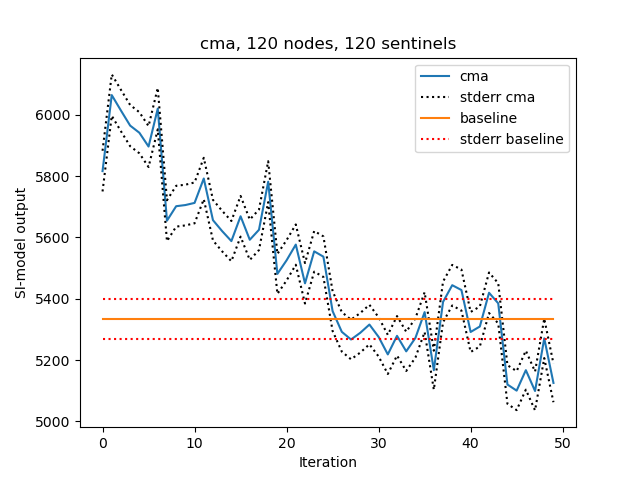 cma, 120 nodes, 120 sentinels
cma
stderr cma
baseline
stderr baseline
SI-model output
6000
5800
5600
5400
5200
5000
0 10 20 30 40 50
Iteration